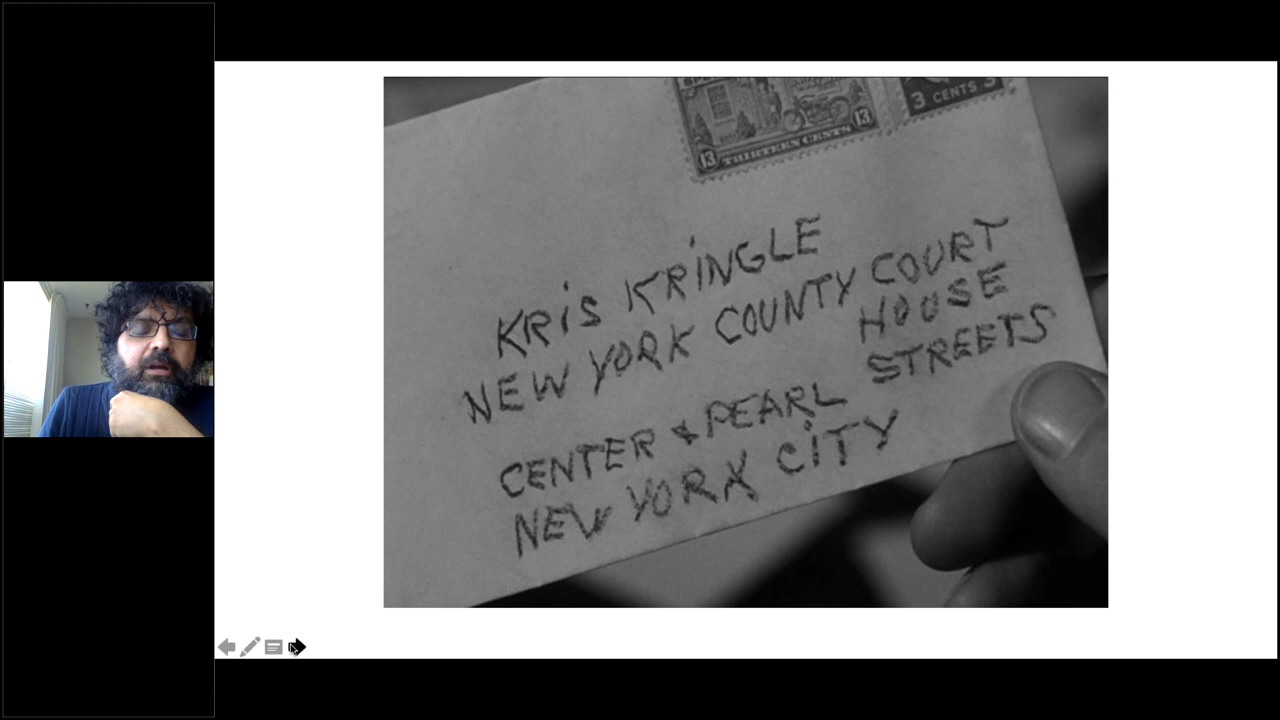 3 CENTS 3
13 THIRTEEN CENTS 13
KRiS KRiNGLE
NEW YORK COUNTY COURT
HOUSE
CENTER & PEARL STREETS
NEW YORK CiTY